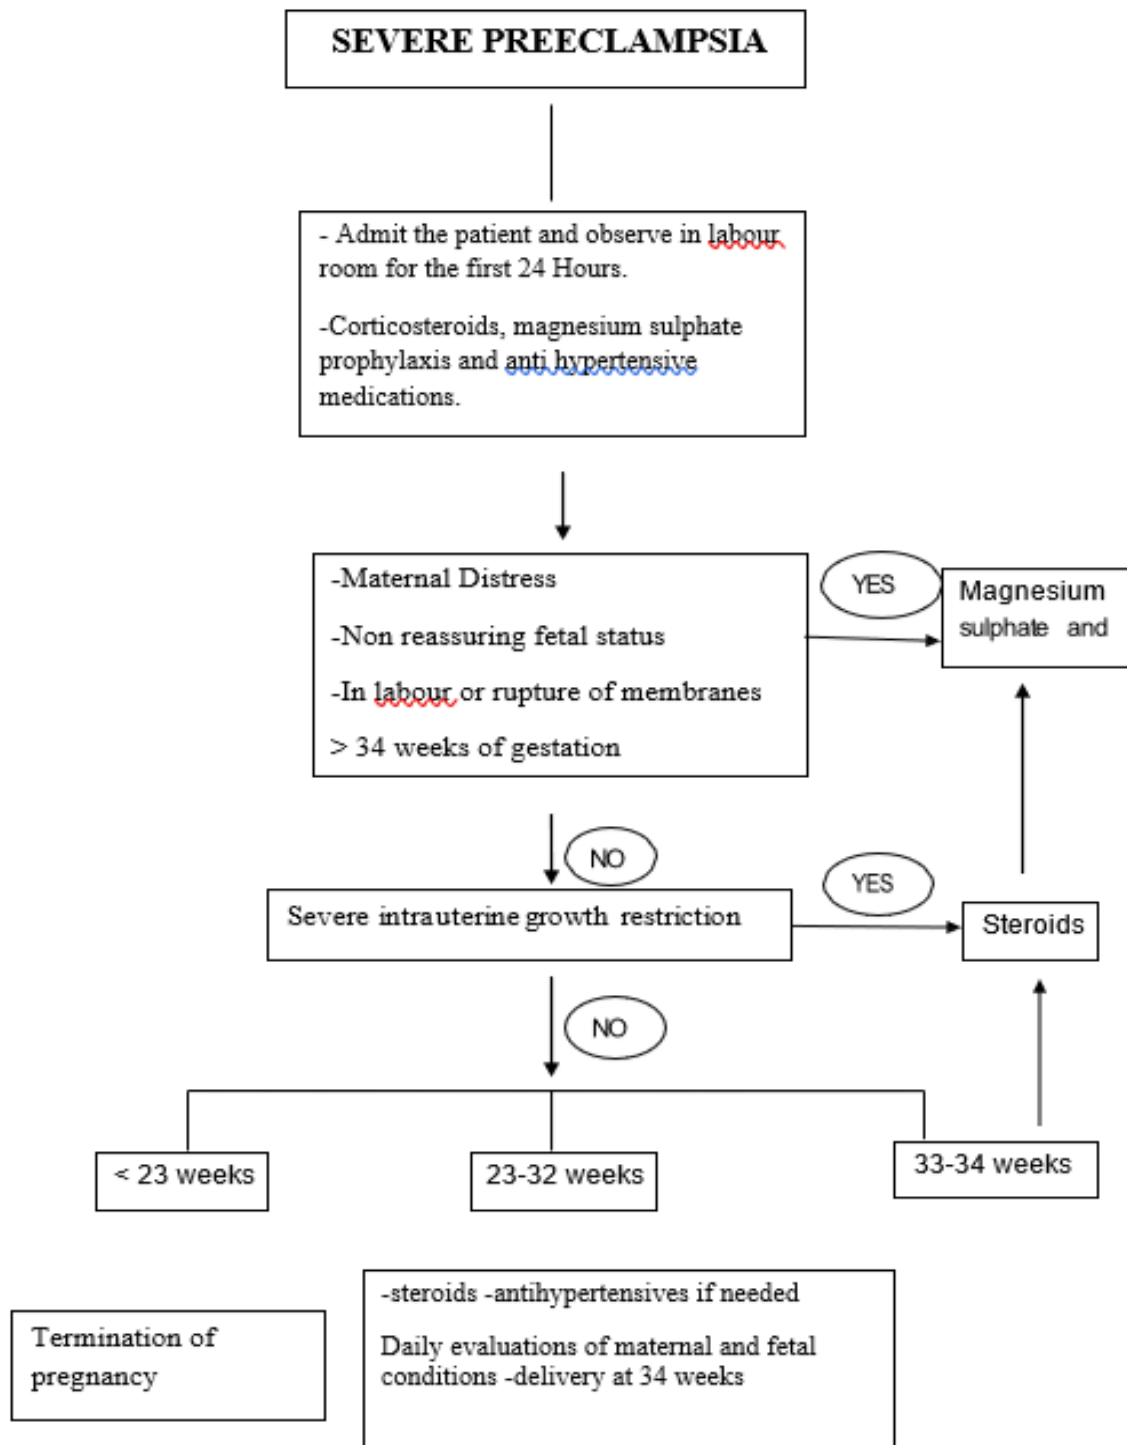 SEVERE PREECLAMPSIA
- Admit the patient and observe in labour
room for the first 24 Hours.
-Corticosteroids, magnesium sulphate
prophylaxis and anti hypertensive
medications.
-Maternal Distress
-Non reassuring fetal status
-In labour or rupture of membranes
> 34 weeks of gestation
YES
Magnesium
sulphate and
NO
Severe intrauterine growth restriction
YES
Steroids
NO
< 23 weeks
23-32 weeks
33-34 weeks
Termination of
pregnancy
-steroids -antihypertensives if needed
Daily evaluations of maternal and fetal
conditions -delivery at 34 weeks